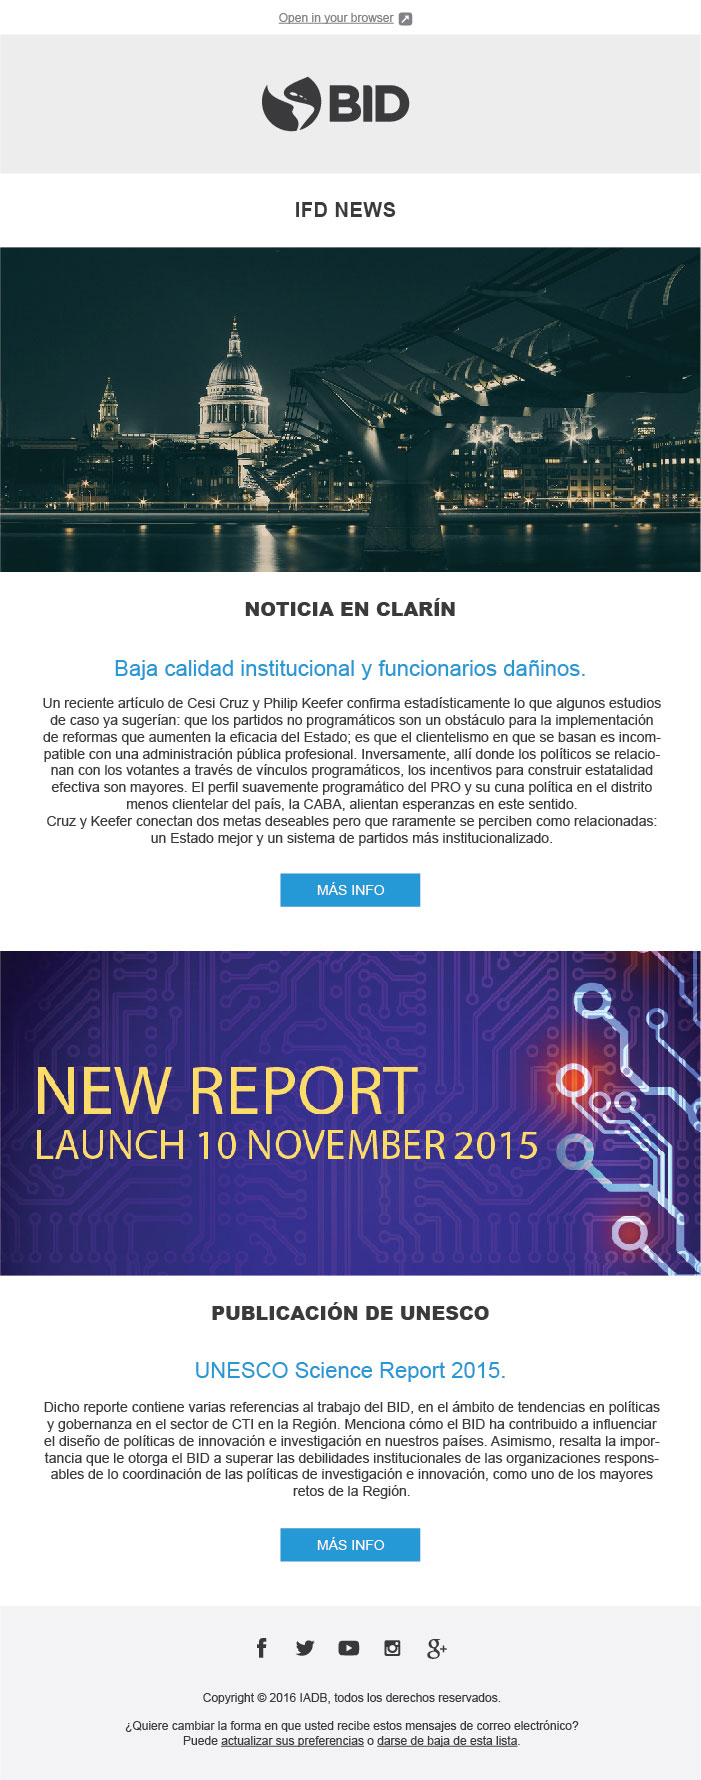 Open in your browser
BID
IFD NEWS
NOTICIA EN CLARÍN
Baja calidad institucional y funcionarios dañinos.
Un reciente artículo de Cesi Cruz y Philip Keefer confirma estadísticamente lo que algunos estudios
de caso ya sugerían: que los partidos no programáticos son un obstáculo para la implementación
de reformas que aumenten la eficacia del Estado; es que el clientelismo en que se basan es incom-
patible con una administración pública profesional. Inversamente, allí donde los políticos se relacio-
nan con los votantes a través de vínculos programáticos, los incentivos para construir estatalidad
efectiva son mayores. El perfil suavemente programático del PRO y su cuna política en el distrito
menos clientelar del país, la CABA, alientan esperanzas en este sentido.
Cruz y Keefer conectan dos metas deseables pero que raramente se perciben como relacionadas:
un Estado mejor y un sistema de partidos más institucionalizado.
MÁS INFO
NEW REPORT
LAUNCH 10 NOVEMBER 2015
PUBLICACIÓN DE UNESCO
UNESCO Science Report 2015.
Dicho reporte contiene varias referencias al trabajo del BID, en el ámbito de tendencias en políticas
y gobernanza en el sector de CTI en la Región. Menciona cómo el BID ha contribuido a influenciar
el diseño de políticas de innovación e investigación en nuestros países. Asimismo, resalta la impor-
tancia que le otorga el BID a superar las debilidades institucionales de las organizaciones respons-
ables de lo coordinación de las políticas de investigación e innovación, como uno de los mayores
retos de la Región.
MÁS INFO
Copyright © 2016 IADB, todos los derechos reservados.
¿Quiere cambiar la forma en que usted recibe estos mensajes de correo electrónico?
Puede actualizar sus preferencias o darse de baja de esta lista.